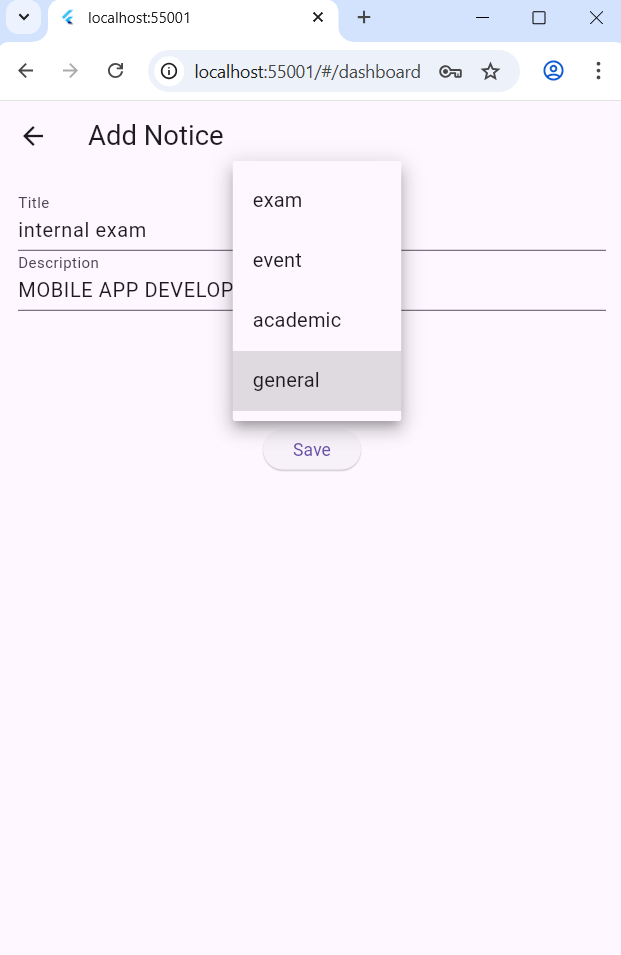 localhost:55001
localhost:55001/#/dashboard
Add Notice
Title
internal exam
Description
MOBILE APP DEVELOP
exam
event
academic
general
Save